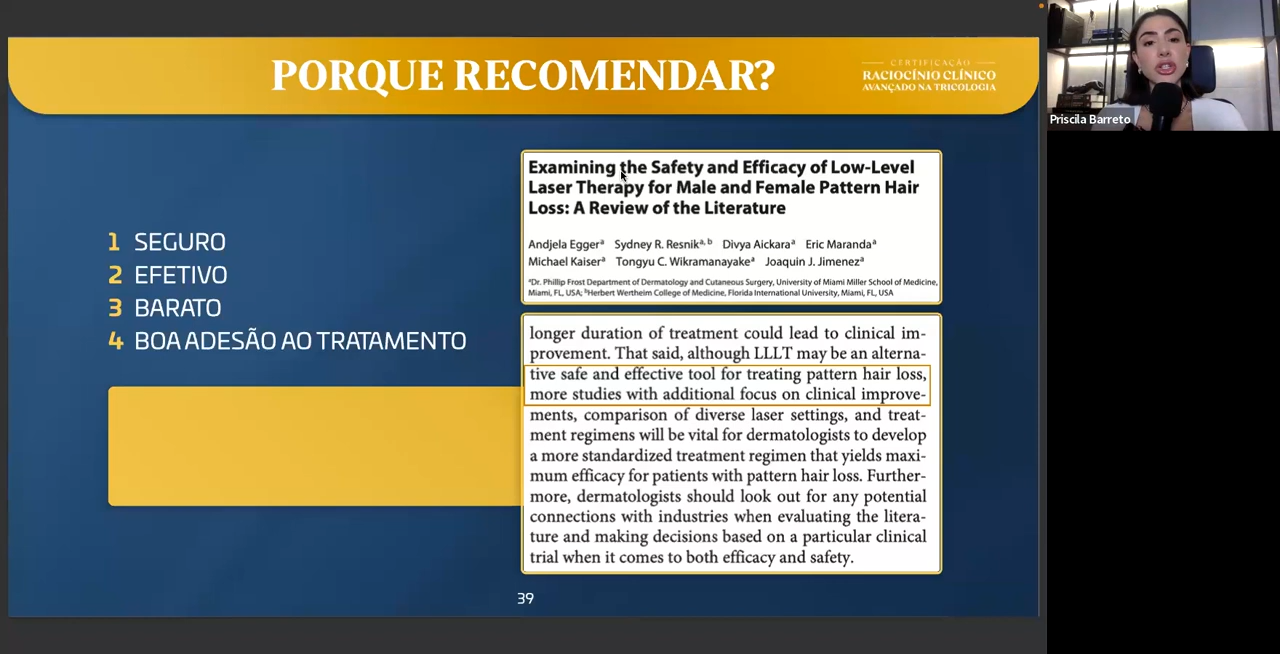 PORQUE RECOMENDAR?
CERTIFICAÇÃO
RACIOCÍNIO CLÍNICO
AVANÇADO NA TRICOLOGIA
Priscila Barreto
1 SEGURO
2 EFETIVO
3 BARATO
4 BOA ADESÃO AO TRATAMENTO
Examining the Safety and Efficacy of Low-Level
Laser Therapy for Male and Female Pattern Hair
Loss: A Review of the Literature
Andjela Eggerᵃ Sydney R. Resnikᵃ,ᵇ Divya Aickaraᵃ Eric Marandaᵃ
Michael Kaiserᵃ Tongyu C. Wikramanayakeᵃ Joaquin J. Jimenezᵃ
ᵃDr. Phillip Frost Department of Dermatology and Cutaneous Surgery, University of Miami Miller School of Medicine,
Miami, FL, USA; ᵇHerbert Wertheim College of Medicine, Florida International University, Miami, FL, USA
longer duration of treatment could lead to clinical im-
provement. That said, although LLLT may be an alterna-
tive safe and effective tool for treating pattern hair loss,
more studies with additional focus on clinical improve-
ments, comparison of diverse laser settings, and treat-
ment regimens will be vital for dermatologists to develop
a more standardized treatment regimen that yields maxi-
mum efficacy for patients with pattern hair loss. Further-
more, dermatologists should look out for any potential
connections with industries when evaluating the litera-
ture and making decisions based on a particular clinical
trial when it comes to both efficacy and safety.
39